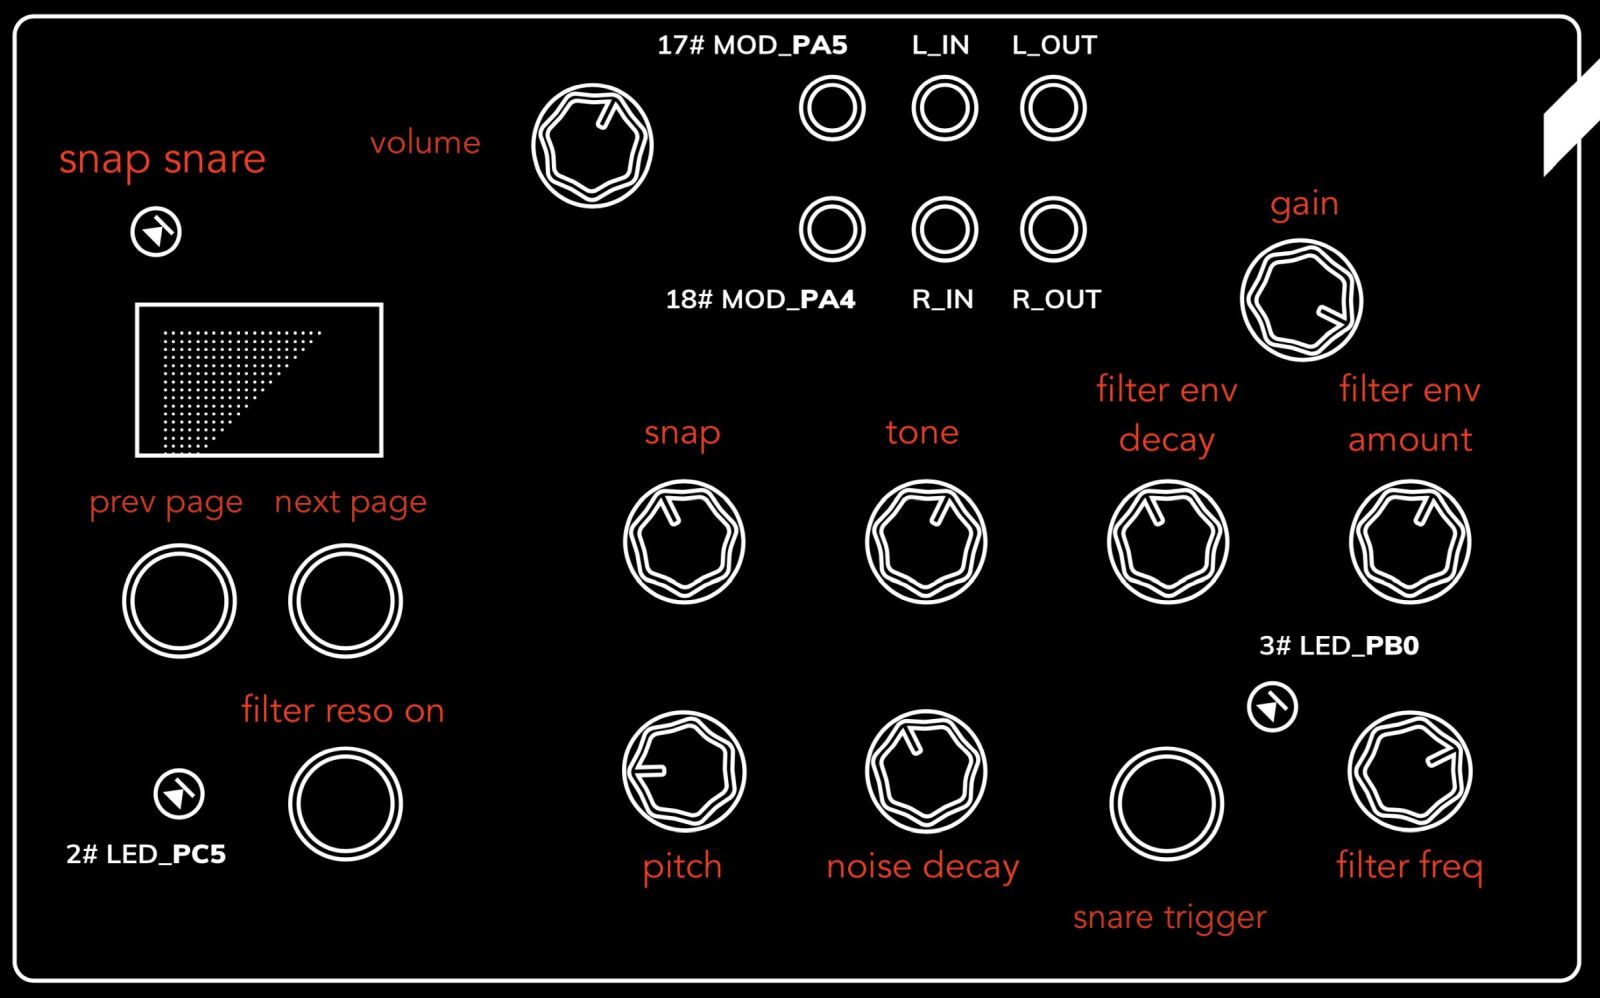 17# MOD_PA5
L_IN
L_OUT
volume
snap snare
gain
18# MOD_PA4
R_IN
R_OUT
filter env
decay
filter env
amount
snap
tone
prev page
next page
3# LED_PB0
filter reso on
2# LED_PC5
pitch
noise decay
filter freq
snare trigger